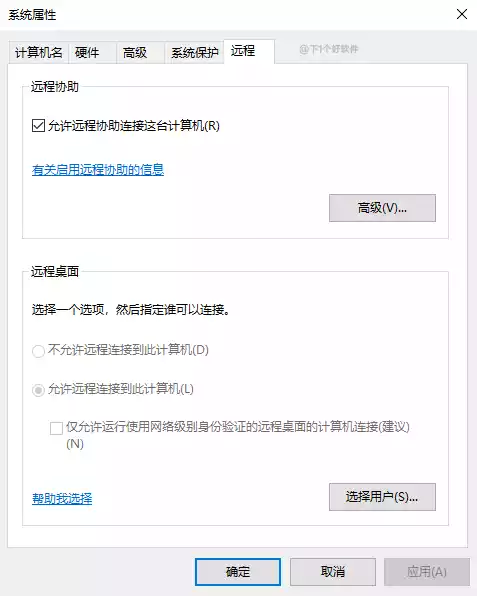 系统属性
计算机名 硬件 高级 系统保护 远程 @下1个好软件
远程协助
允许远程协助连接这台计算机(R)
有关启用远程协助的信息
高级(V)...
远程桌面
选择一个选项，然后指定谁可以连接。
不允许远程连接到此计算机(D)
允许远程连接到此计算机(L)
仅允许运行使用网络级别身份验证的远程桌面的计算机连接(建议)
(N)
帮助我选择 选择用户(S)...
确定 取消 应用(A)